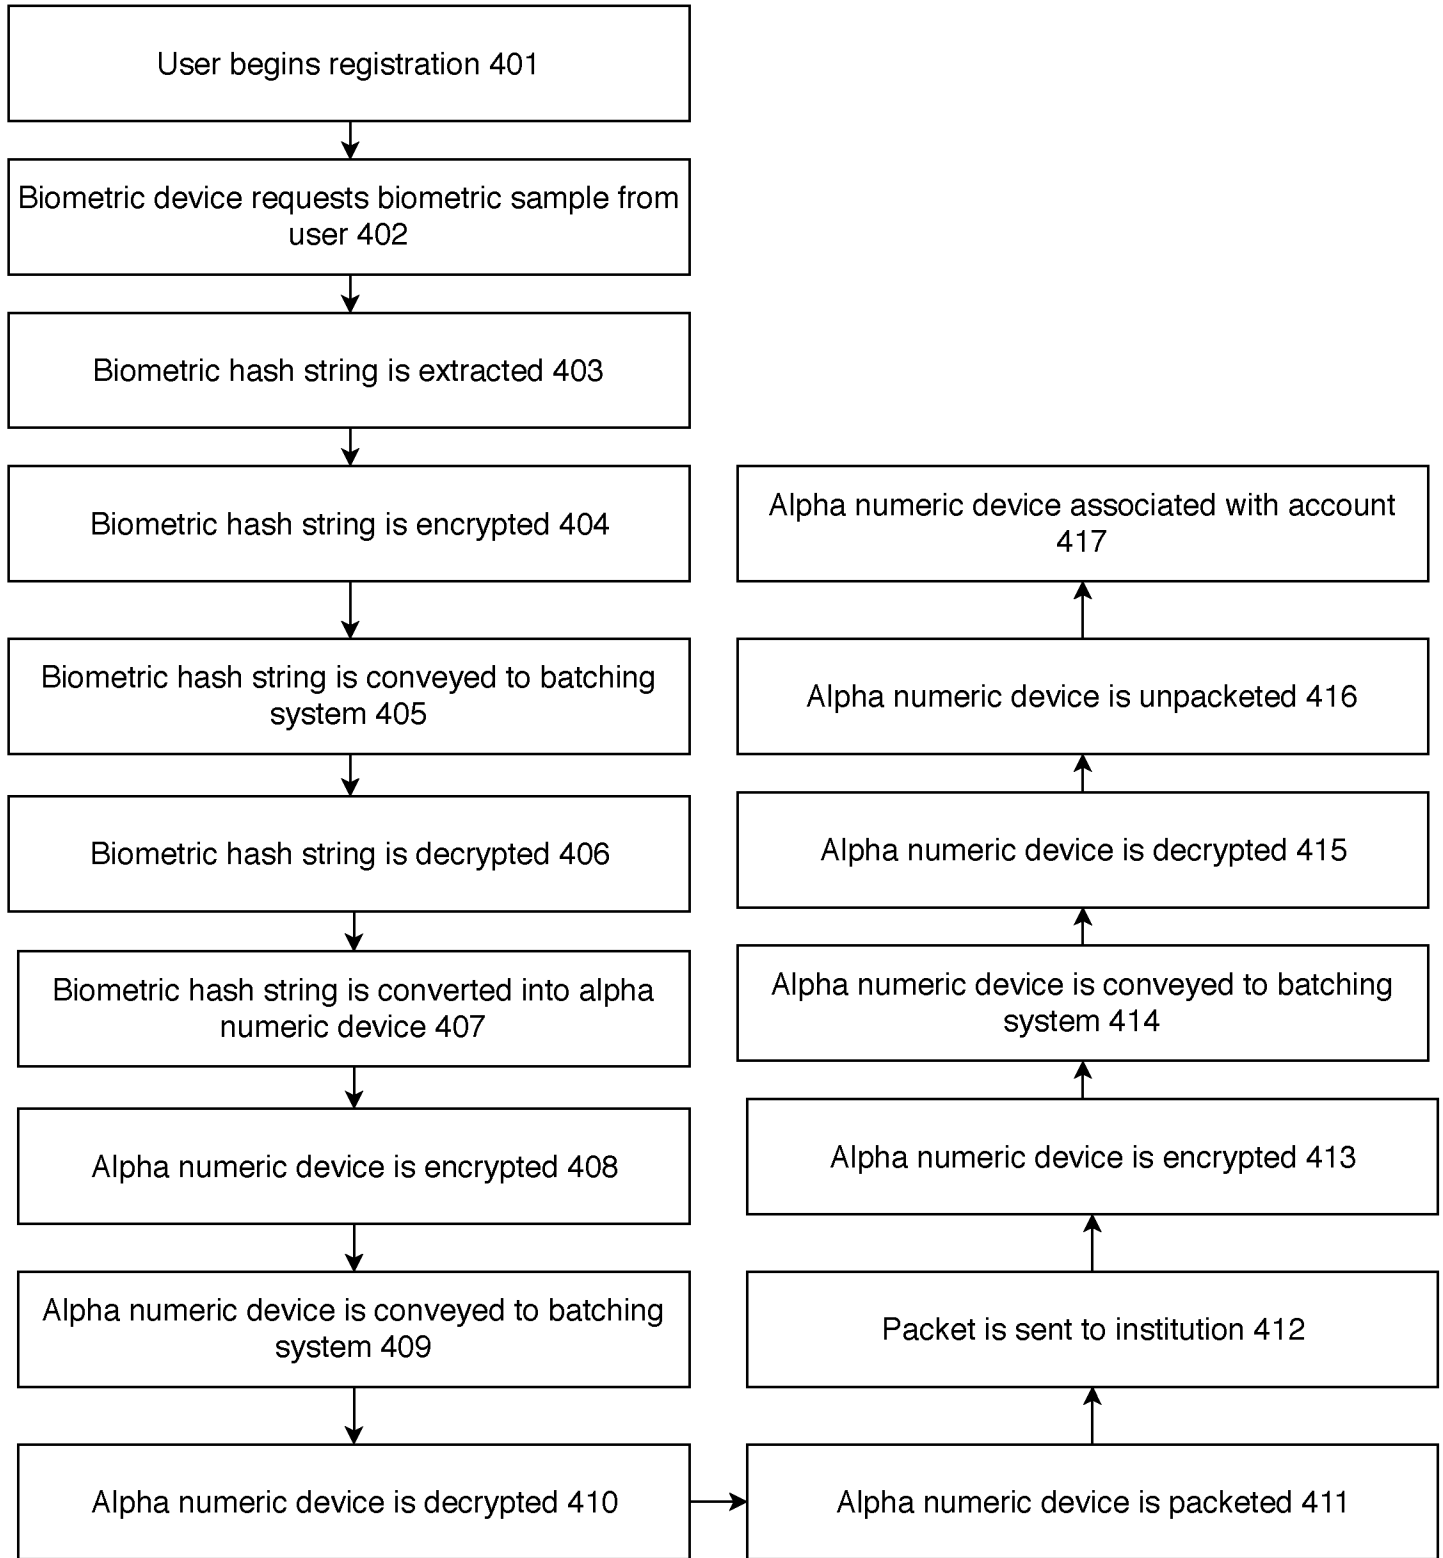 User begins registration 401
Biometric device requests biometric sample from
user 402
Biometric hash string is extracted 403
Biometric hash string is encrypted 404
Biometric hash string is conveyed to batching
system 405
Biometric hash string is decrypted 406
Biometric hash string is converted into alpha
numeric device 407
Alpha numeric device is encrypted 408
Alpha numeric device is conveyed to batching
system 409
Alpha numeric device is decrypted 410
Alpha numeric device is packeted 411
Packet is sent to institution 412
Alpha numeric device is encrypted 413
Alpha numeric device is conveyed to batching
system 414
Alpha numeric device is decrypted 415
Alpha numeric device is unpacketed 416
Alpha numeric device associated with account
417